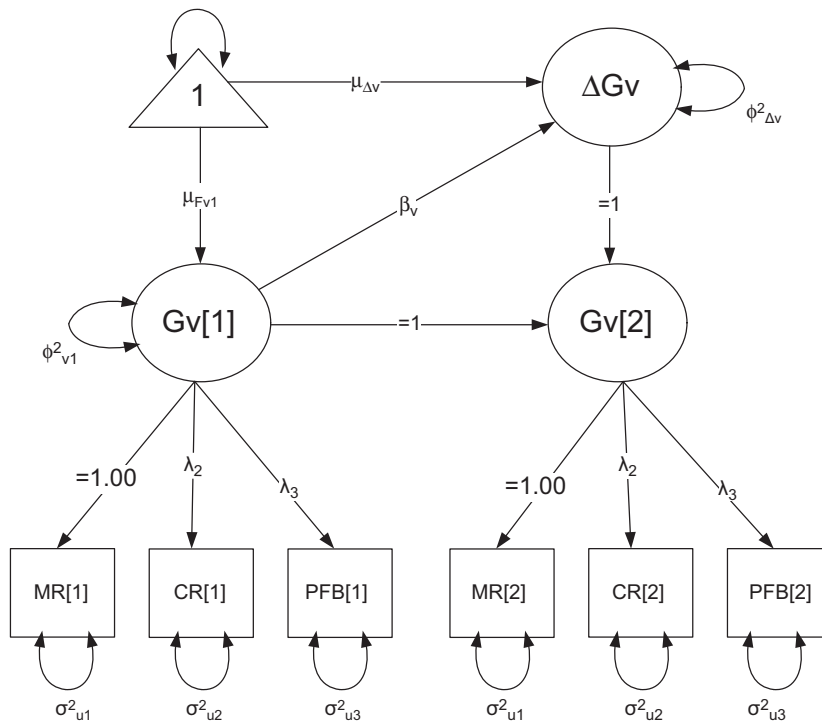 1
μΔv
ΔGv
ϕ²Δv
μFv1
βv
=1
Gv[1]
=1
Gv[2]
ϕ²v1
=1.00
λ2
λ3
=1.00
λ2
λ3
MR[1]
CR[1]
PFB[1]
MR[2]
CR[2]
PFB[2]
σ²u1
σ²u2
σ²u3
σ²u1
σ²u2
σ²u3